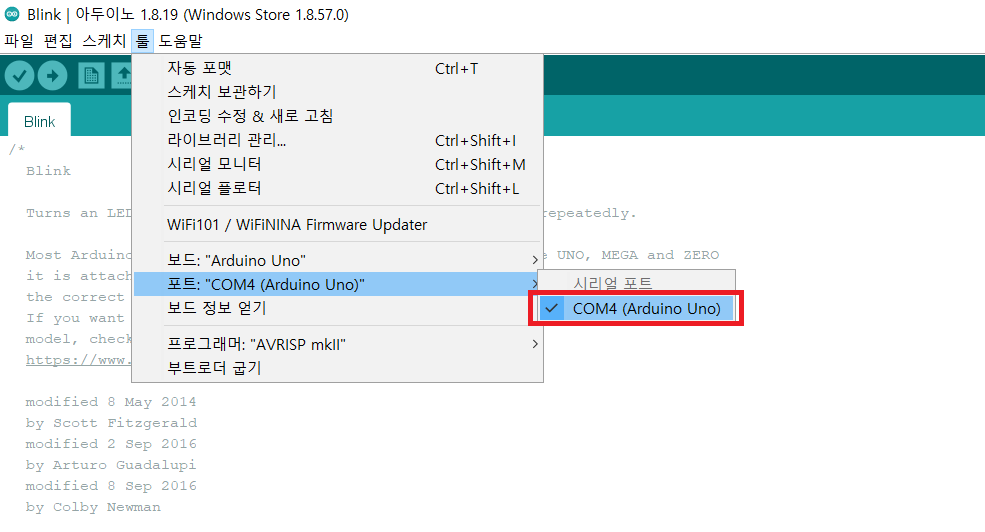 Blink | 아두이노 1.8.19 (Windows Store 1.8.57.0)
파일 편집 스케치 툴 도움말
자동 포맷 Ctrl+T
스케치 보관하기
인코딩 수정 & 새로 고침
라이브러리 관리... Ctrl+Shift+I
시리얼 모니터 Ctrl+Shift+M
시리얼 플로터 Ctrl+Shift+L
WiFi101 / WiFiNINA Firmware Updater
보드: "Arduino Uno"
포트: "COM4 (Arduino Uno)"
보드 정보 얻기
프로그래머: "AVRISP mkII"
부트로더 굽기
시리얼 포트
COM4 (Arduino Uno)
Blink
/*
Blink
Turns an LED repeatedly.
Most Arduino UNO, MEGA and ZERO
it is attach
the correct
If you want
model, check
https://www.
modified 8 May 2014
by Scott Fitzgerald
modified 2 Sep 2016
by Arturo Guadalupi
modified 8 Sep 2016
by Colby Newman